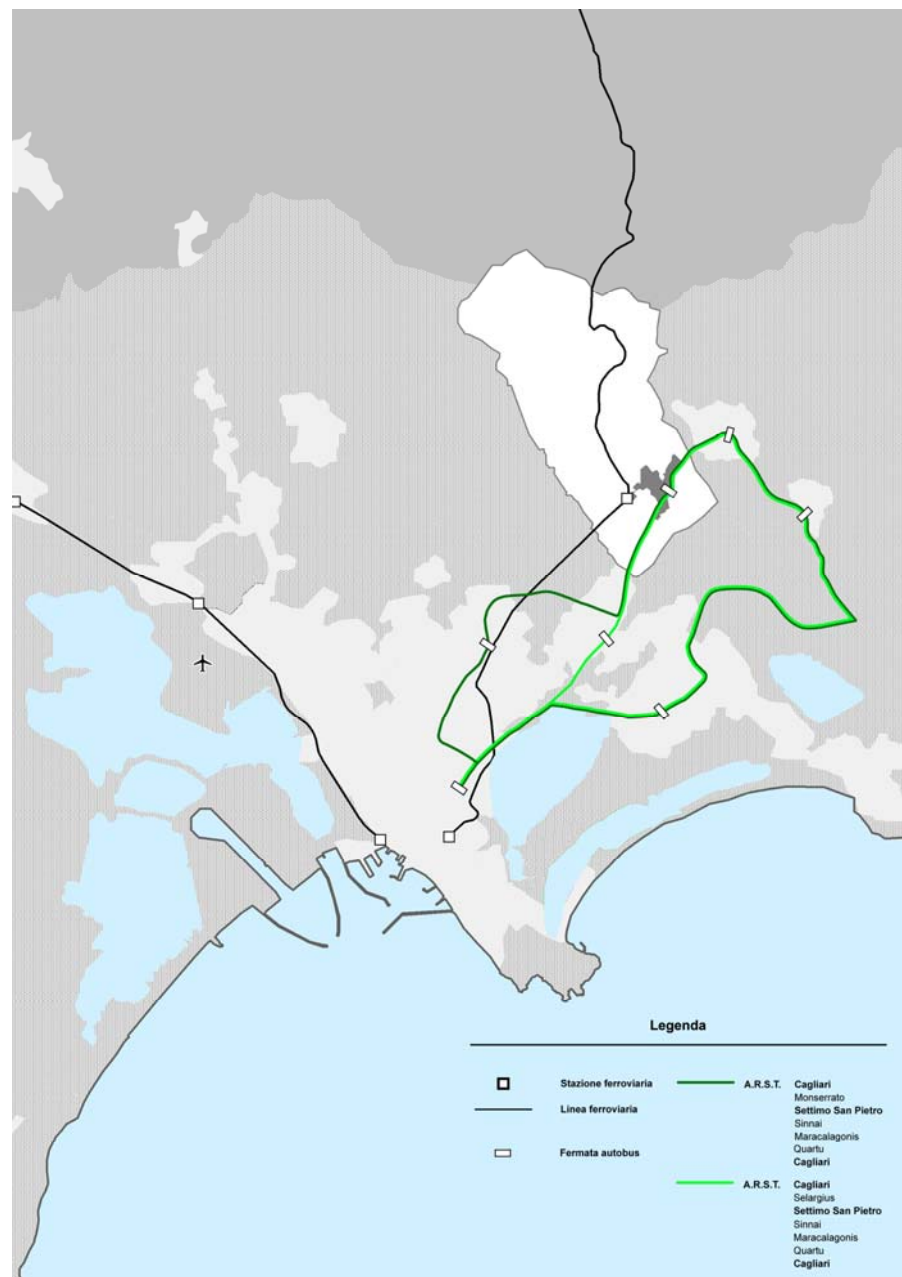 Legenda
Stazione ferroviaria
Linea ferroviaria
Fermata autobus
A.R.S.T. Cagliari
Monserrato
Settimo San Pietro
Sinnai
Maracalagonis
Quartu
Cagliari
A.R.S.T. Cagliari
Selargius
Settimo San Pietro
Sinnai
Maracalagonis
Quartu
Cagliari